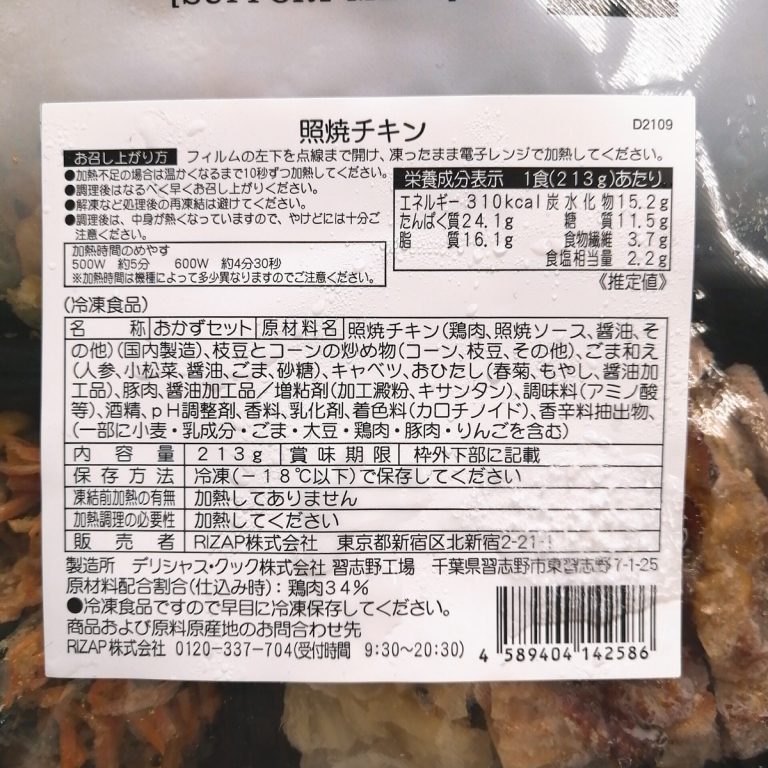 照焼チキン
D2109
お召し上がり方 フィルムの左下を点線まで開け、凍ったまま電子レンジで加熱してください。
●加熱不足の場合は温かくなるまで10秒ずつ加熱してください。
●調理後はなるべく早くお召し上がりください。
●解凍など処理後の再凍結は避けてください。
●調理後は、中身が熱くなっていますので、やけどには十分ご
注意ください。
加熱時間のめやす
500W 約5分 600W 約4分30秒
※加熱時間は機種によって多少異なりますのでご注意ください。
栄養成分表示 1食(213g)あたり
エネルギー 310kcal 炭水化物 15.2g
たんぱく質 24.1g 糖質 11.5g
脂質 16.1g 食物繊維 3.7g
食塩相当量 2.2g
《推定値》
(冷凍食品)
名称 おかずセット 原材料名 照焼チキン(鶏肉、照焼ソース、醤油、そ
の他)(国内製造)、枝豆とコーンの炒め物(コーン、枝豆、その他)、ごま和え
(人参、小松菜、醤油、ごま、砂糖)、キャベツ、おひたし(春菊、もやし、醤油加
工品)、豚肉、醤油加工品/増粘剤(加工澱粉、キサンタン)、調味料(アミノ酸
等)、酒精、pH調整剤、香料、乳化剤、着色料(カロチノイド)、香辛料抽出物、
(一部に小麦・乳成分・ごま・大豆・鶏肉・豚肉・りんごを含む)
内容量 213g 賞味期限 枠外下部に記載
保存方法 冷凍(-18℃以下)で保存してください
凍結前加熱の有無 加熱してありません
加熱調理の必要性 加熱してください
販売者 RIZAP株式会社 東京都新宿区北新宿2-21-1
製造所 デリシャス・クック株式会社 習志野工場 千葉県習志野市東習志野7-1-25
原材料配合割合(仕込み時):鶏肉34%
●冷凍食品ですので早目に冷凍保存してください。
商品および原料原産地のお問合わせ先
RIZAP株式会社 0120-337-704(受付時間 9:30～20:30)
4 589404 142586